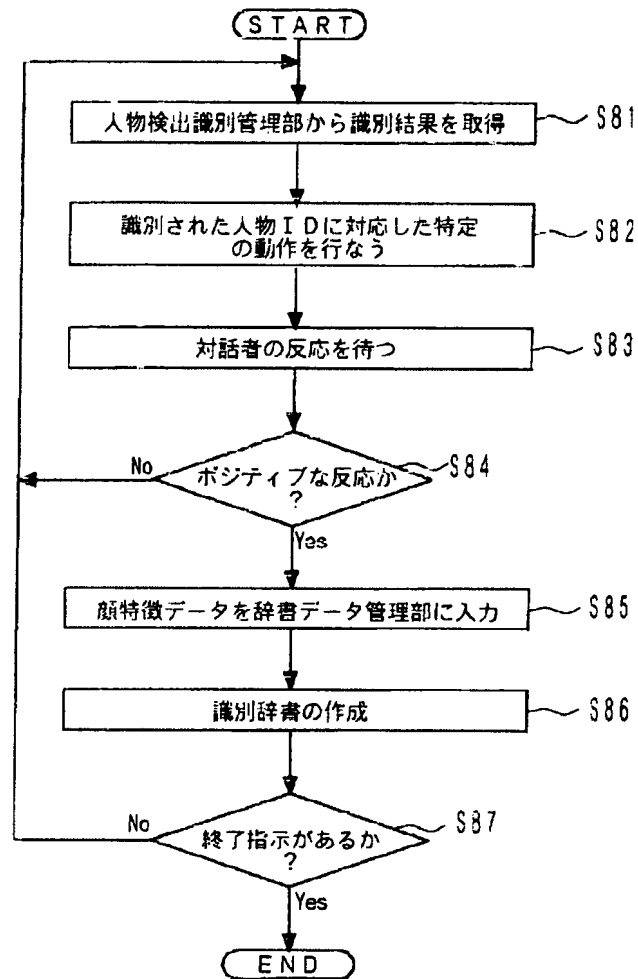 START
人物検出識別管理部から識別結果を取得
S81
識別された人物IDに対応した特定
の動作を行なう
S82
対話者の反応を待つ
S83
No
ポジティブな反応か
?
S84
Yes
顔特徴データを辞書データ管理部に入力
S85
識別辞書の作成
S86
No
終了指示があるか
?
S87
Yes
END